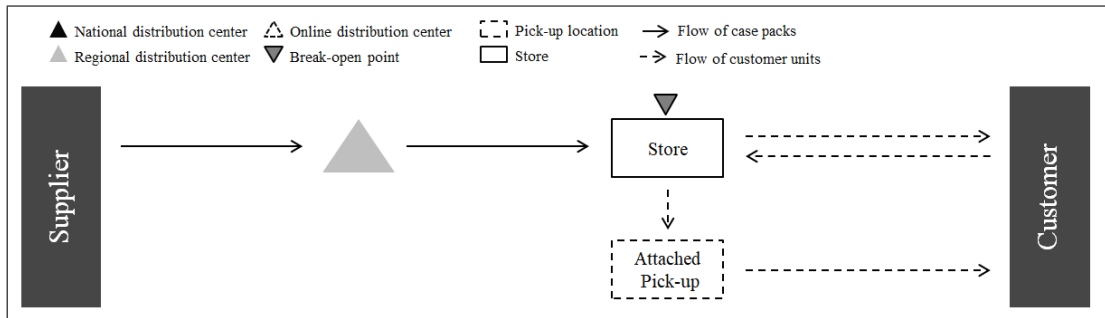 National distribution center
Online distribution center
Pick-up location
Flow of case packs
Regional distribution center
Break-open point
Store
Flow of customer units
Supplier
Store
Customer
Attached
Pick-up